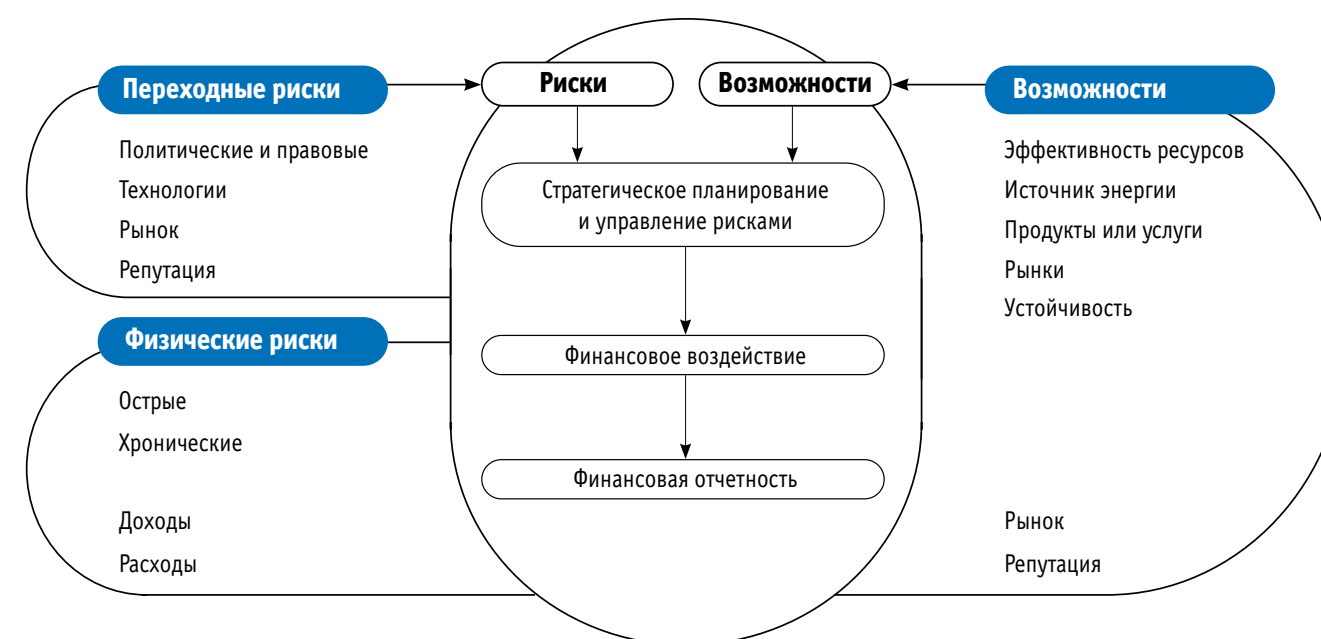 Переходные риски
Политические и правовые
Технологии
Рынок
Репутация
Физические риски
Острые
Хронические
Доходы
Расходы
Риски
Возможности
Стратегическое планирование
и управление рисками
Финансовое воздействие
Финансовая отчетность
Возможности
Эффективность ресурсов
Источник энергии
Продукты или услуги
Рынки
Устойчивость
Рынок
Репутация